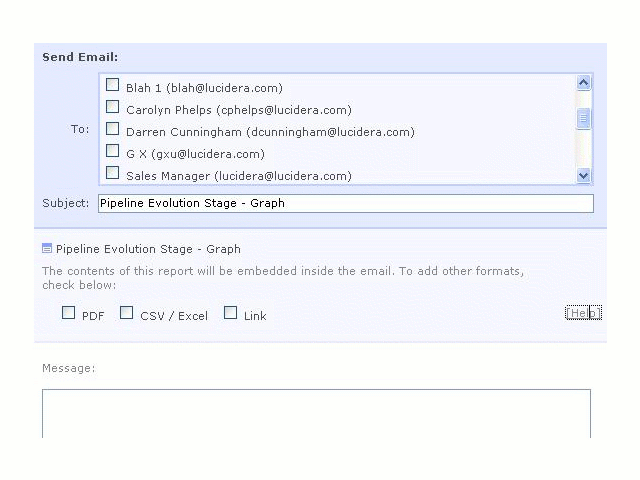 Send Email:
Blah 1 (blah@lucidera.com)
Carolyn Phelps (cphelps@lucidera.com)
To:
Darren Cunningham (dcunningham@lucidera.com)
G X (gxu@lucidera.com)
Sales Manager (lucidera@lucidera.com)
Subject: Pipeline Evolution Stage - Graph
Pipeline Evolution Stage - Graph
The contents of this report will be embedded inside the email. To add other formats,
check below:
PDF CSV / Excel Link [Help]
Message: